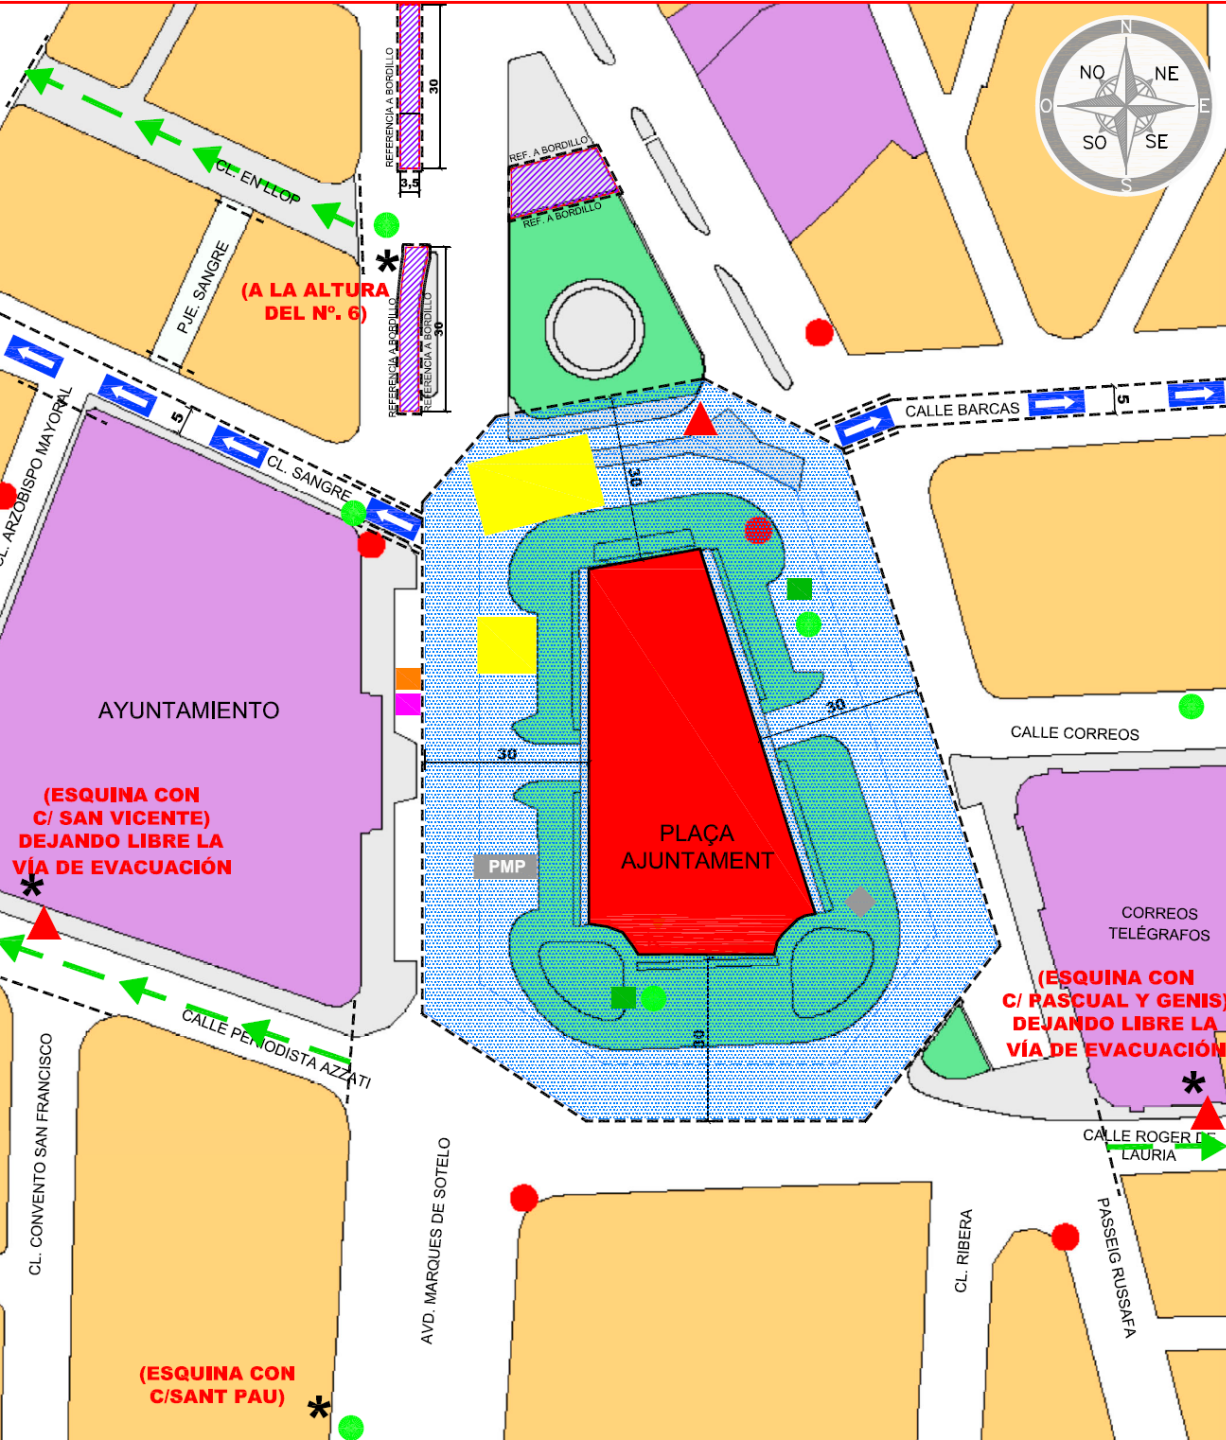 N
NO
NE
O
E
SO
SE
S
REFERENCIA A BORDILLO
30
3,5
REF. A BORDILLO
REF. A BORDILLO
CL. EN LLOP
PJE. SANGRE
(A LA ALTURA
DEL Nº. 6)
REFERENCIA A BORDILLO
REFERENCIA A BORDILLO
30
CL. ARZOBISPO MAYORAL
5
CL. SANGRE
CALLE BARCAS
5
30
AYUNTAMIENTO
30
30
CALLE CORREOS
(ESQUINA CON
C/ SAN VICENTE)
DEJANDO LIBRE LA
VÍA DE EVACUACIÓN
*
PMP
PLAÇA
AJUNTAMENT
CORREOS
TELÉGRAFOS
(ESQUINA CON
C/ PASCUAL Y GENIS)
DEJANDO LIBRE LA
VÍA DE EVACUACIÓN
*
30
CALLE PERIODISTA AZZATI
CL. CONVENTO SAN FRANCISCO
AVD. MARQUES DE SOTELO
CALLE ROGER DE
LAURIA
CL. RIBERA
PASSEIG RUSSAFA
(ESQUINA CON
C/SANT PAU)
*